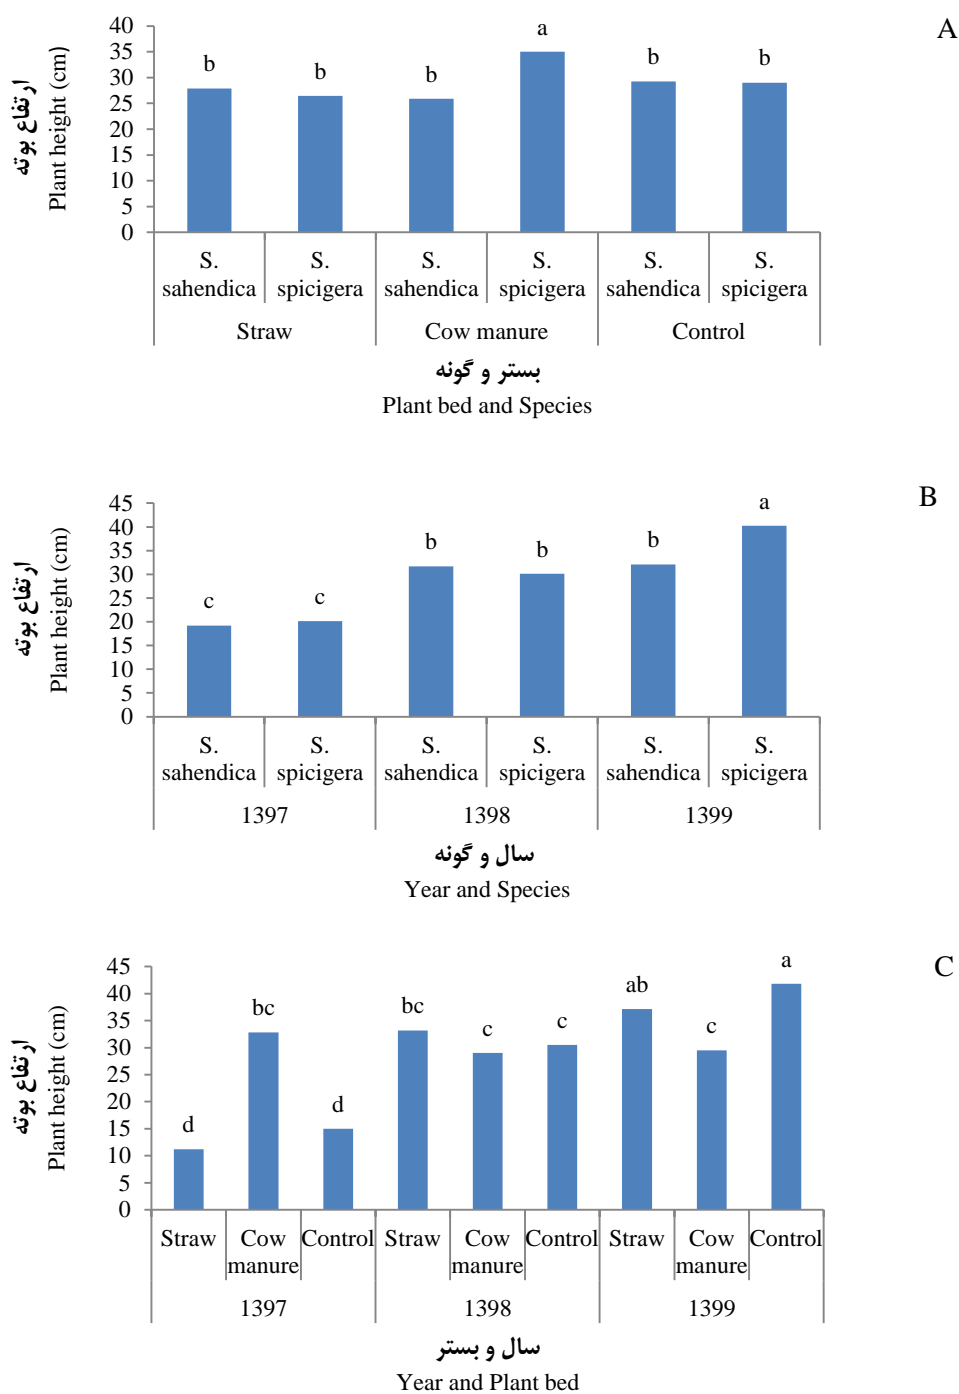 A
40
35
30
25
20
15
10
5
0
ارتفاع بوته
Plant height (cm)
b b b a b b
S. sahendica
S. spicigera
S. sahendica
S. spicigera
S. sahendica
S. spicigera
Straw Cow manure Control
بستر و گونه
Plant bed and Species
B
45
40
35
30
25
20
15
10
5
0
ارتفاع بوته
Plant height (cm)
c c b b b a
S. sahendica
S. spicigera
S. sahendica
S. spicigera
S. sahendica
S. spicigera
1397 1398 1399
سال و گونه
Year and Species
C
45
40
35
30
25
20
15
10
5
0
ارتفاع بوته
Plant height (cm)
d bc d bc c c ab c a
Straw
Cow manure
Control
Straw
Cow manure
Control
Straw
Cow manure
Control
1397 1398 1399
سال و بستر
Year and Plant bed